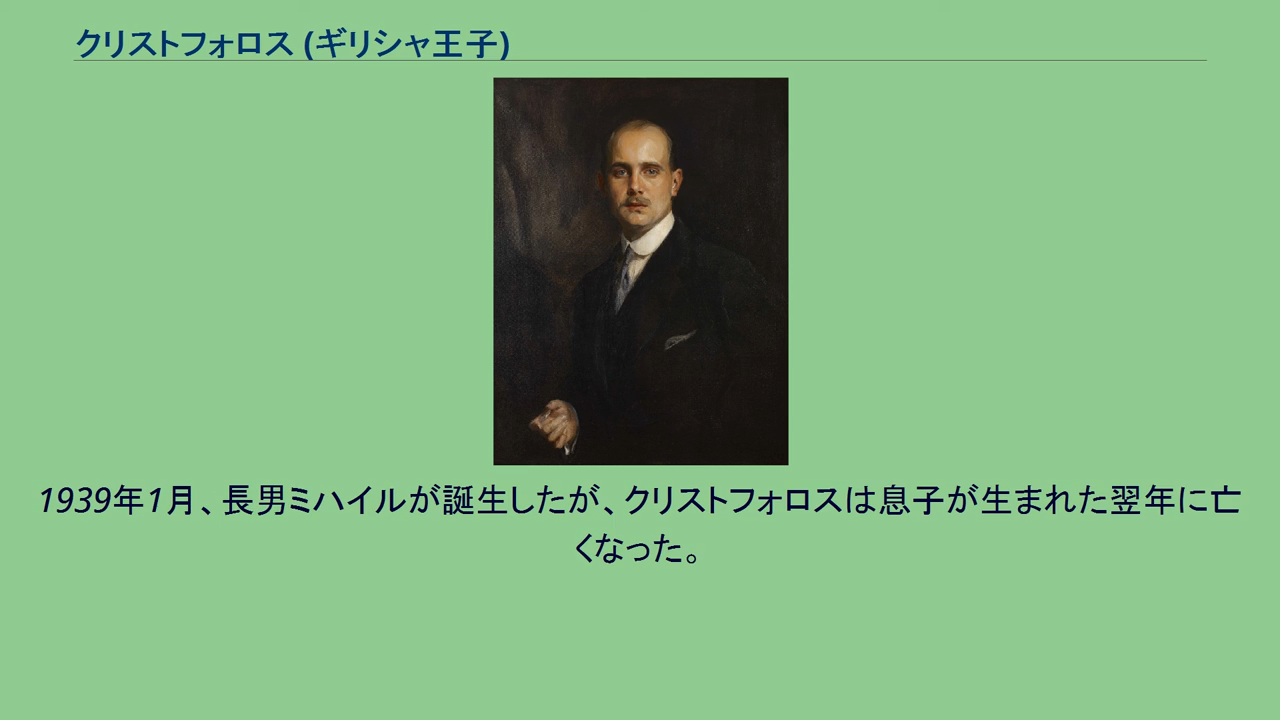 クリストフォロス (ギリシャ王子)
1939年1月、長男ミハイルが誕生したが、クリストフォロスは息子が生まれた翌年に亡
くなった。